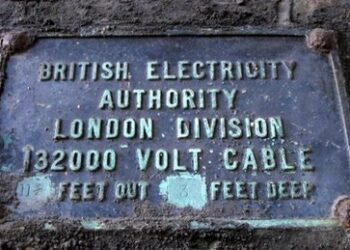 BRITISH ELECTRICITY
AUTHORITY
LONDON DIVISION
132000 VOLT CABLE
FEET OUT 3 FEET DEEP